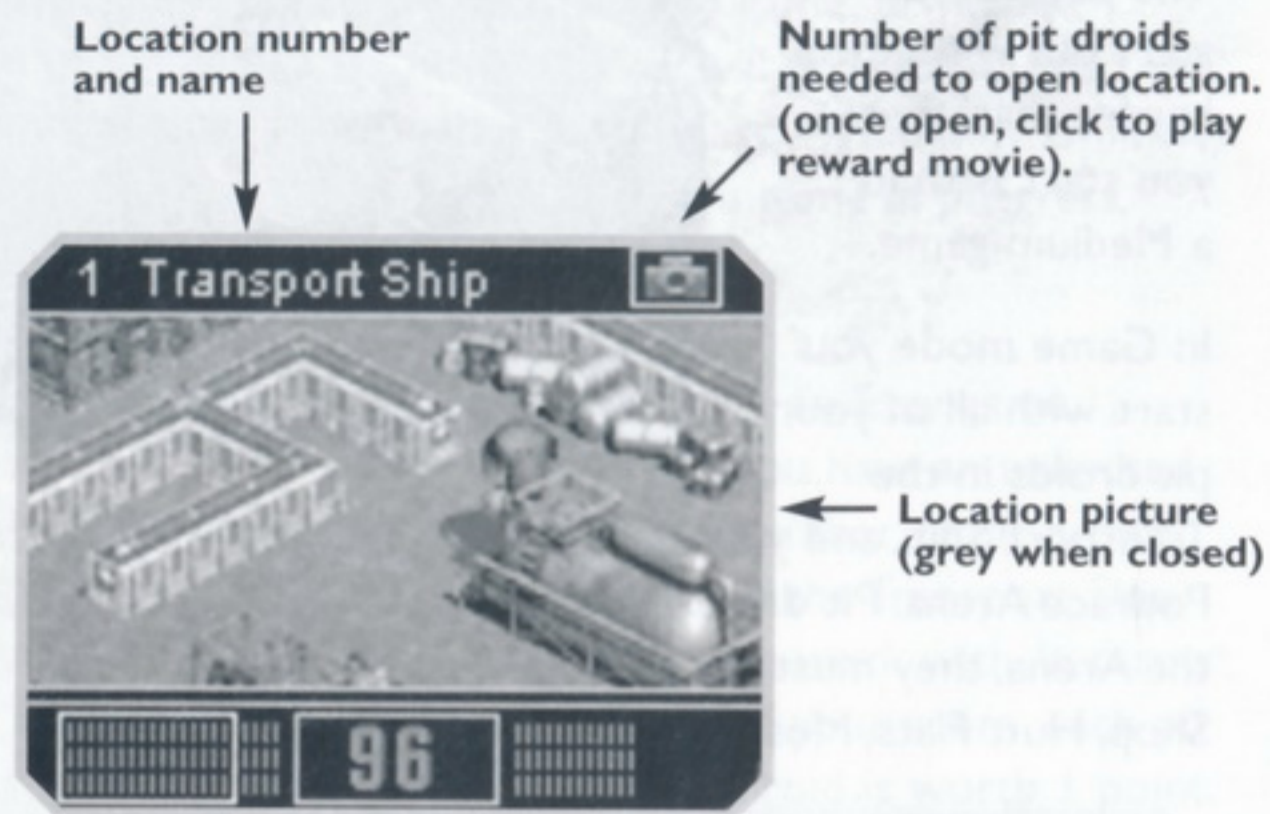 Location number
and name
Number of pit droids
needed to open location.
(once open, click to play
reward movie).
1 Transport Ship
Location picture
(grey when closed)
96